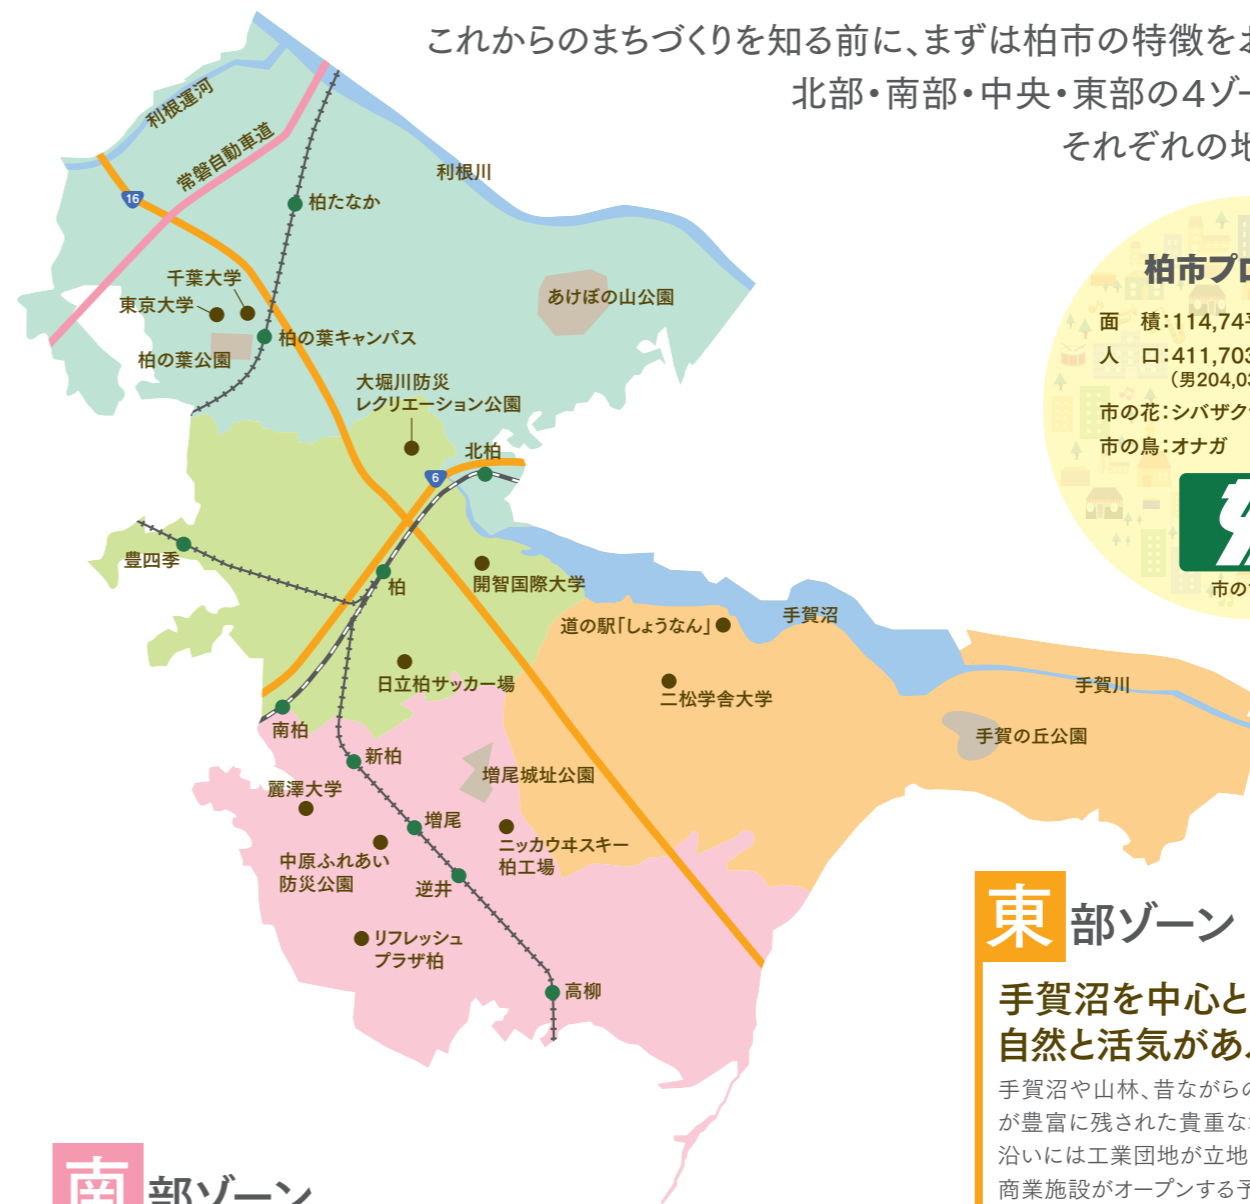 これからのまちづくりを知る前に、まずは柏市の特徴を
北部・南部・中央・東部の4ゾー
それぞれの地
利根運河
常磐自動車道
利根川
16
柏たなか
千葉大学
東京大学
あけぼの山公園
柏の葉キャンパス
柏の葉公園
大堀川防災
レクリエーション公園
北柏
6
豊四季
柏
開智国際大学
道の駅「しょうなん」
手賀沼
日立柏サッカー場
二松学舎大学
手賀川
南柏
手賀の丘公園
新柏
増尾城址公園
麗澤大学
増尾
ニッカウヰスキー
柏工場
中原ふれあい
防災公園
逆井
リフレッシュ
プラザ柏
高柳
柏市プロ
面 積:114,74
人 口:411,703
(男204,03
市の花:シバザク
市の鳥:オナガ
市の
東部ゾーン
手賀沼を中心と
自然と活気があ
手賀沼や山林、昔ながらの
が豊富に残された貴重な
沿いには工業団地が立地
商業施設がオープンする予
南部ゾーン